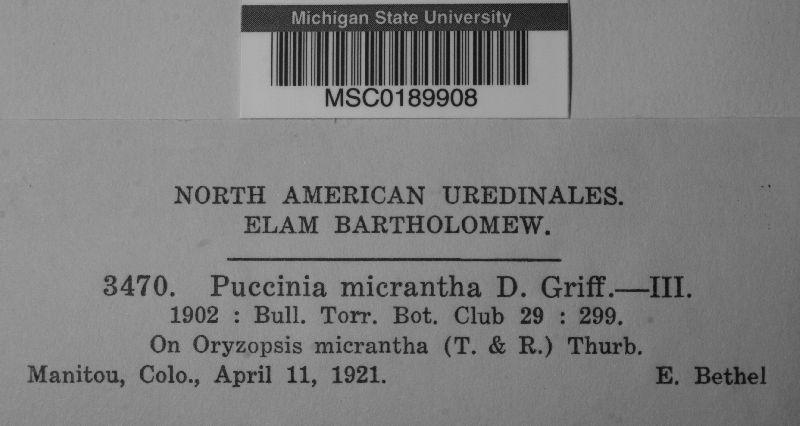 Michigan State University
MSC0189908
NORTH AMERICAN UREDINALES.
ELAM BARTHOLOMEW.
3470. Puccinia micrantha D. Griff.—III.
1902 : Bull. Torr. Bot. Club 29 : 299.
On Oryzopsis micrantha (T. & R.) Thurb.
Manitou, Colo., April 11, 1921. E. Bethel